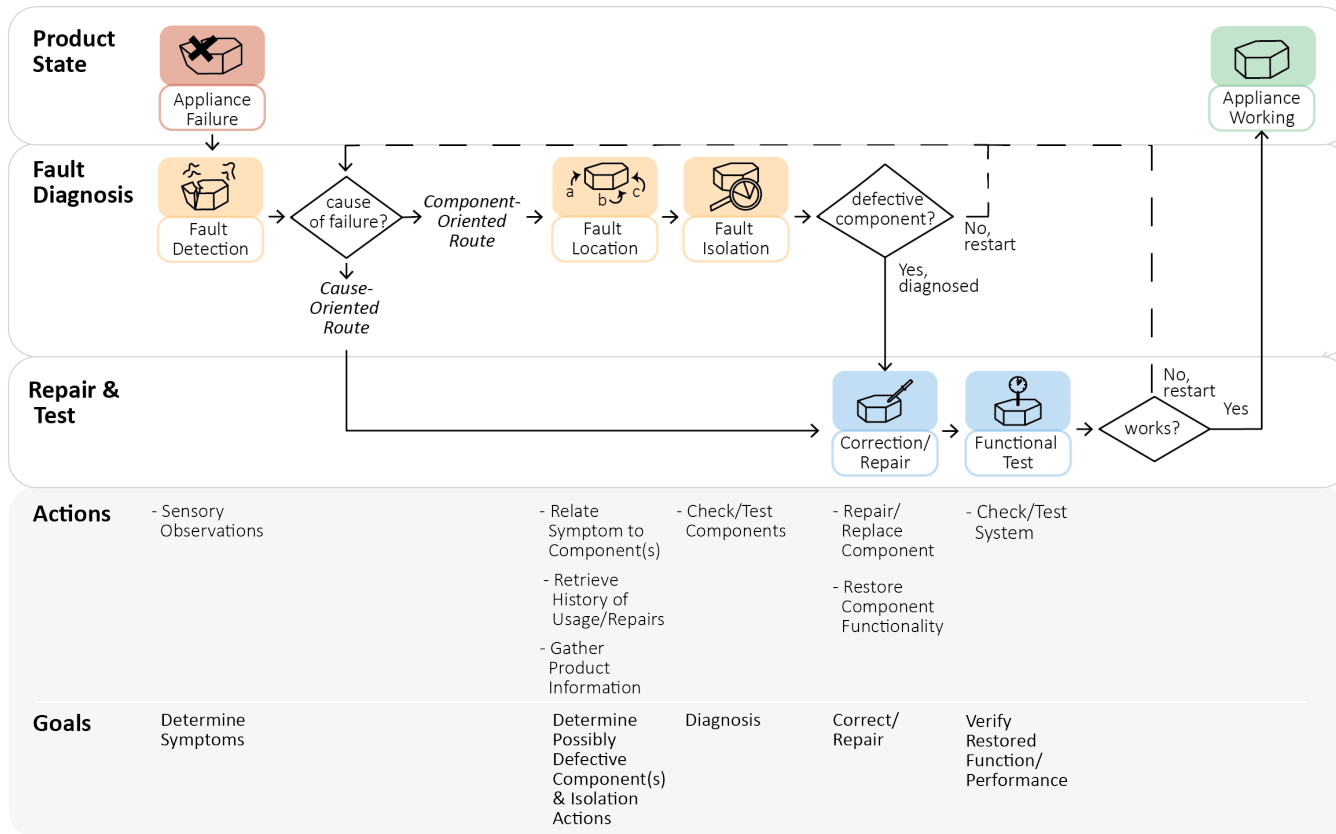 Product
State
Appliance
Failure
Appliance
Working
Fault
Diagnosis
Fault
Detection
cause
of failure?
Component-
Oriented
Route
Cause-
Oriented
Route
a
b
c
Fault
Location
Fault
Isolation
defective
component?
No,
restart
Yes,
diagnosed
Repair &
Test
Correction/
Repair
Functional
Test
works?
No,
restart
Yes
Actions
- Sensory
Observations
- Relate
Symptom to
Component(s)
- Retrieve
History of
Usage/Repairs
- Gather
Product
Information
- Check/Test
Components
- Repair/
Replace
Component
- Restore
Component
Functionality
- Check/Test
System
Goals
Determine
Symptoms
Determine
Possibly
Defective
Component(s)
& Isolation
Actions
Diagnosis
Correct/
Repair
Verify
Restored
Function/
Performance